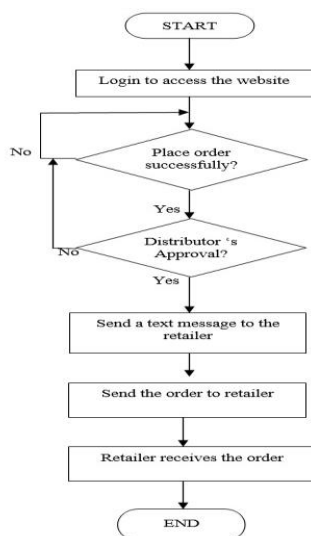 START
Login to access the website
No
Place order
successfully?
Yes
No
Distributor ‘s
Approval?
Yes
Send a text message to the
retailer
Send the order to retailer
Retailer receives the order
END